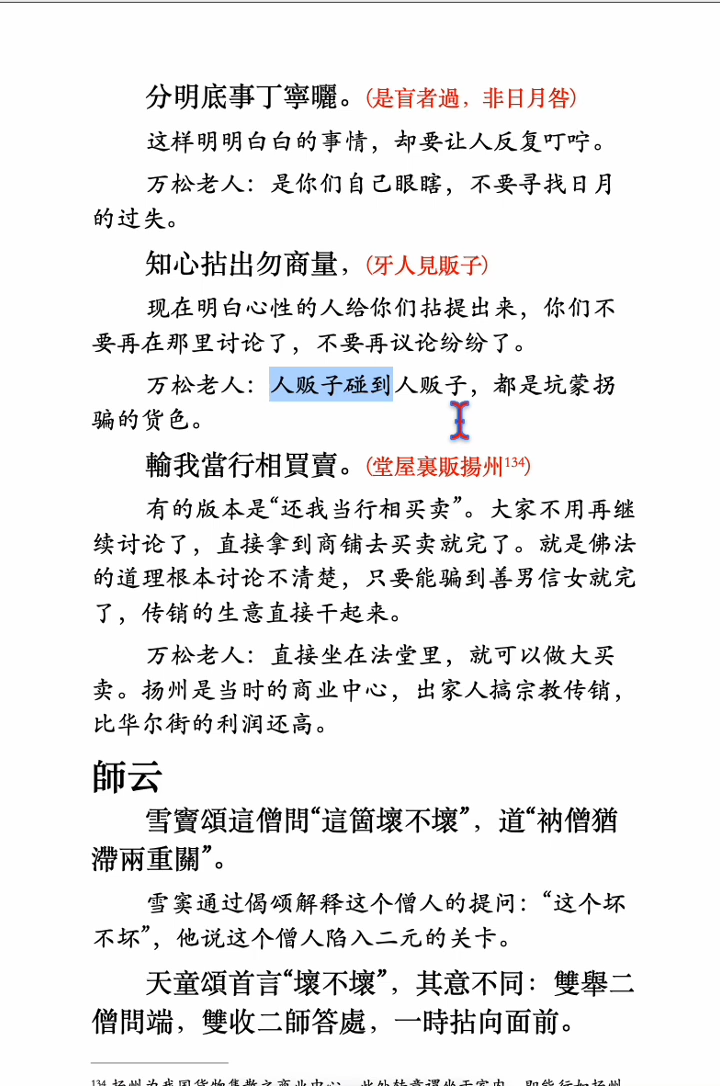 分明底事丁寧曬。(是盲者過，非日月咎)
这样明明白白的事情，却要让人反复叮咛。
万松老人：是你们自己眼瞎，不要寻找日月
的过失。
知心拈出勿商量，(牙人見販子)
现在明白心性的人给你们拈提出来，你们不
要再在那里讨论了，不要再议论纷纷了。
万松老人：人贩子碰到人贩子，都是坑蒙拐
骗的货色。
輸我當行相買賣。(堂屋裏販揚州134)
有的版本是“还我当行相买卖”。大家不用再继
续讨论了，直接拿到商铺去买卖就完了。就是佛法
的道理根本讨论不清楚，只要能骗到善男信女就完
了，传销的生意直接干起来。
万松老人：直接坐在法堂里，就可以做大买
卖。扬州是当时的商业中心，出家人搞宗教传销，
比华尔街的利润还高。
師云
雪竇頌這僧問“這箇壞不壞”，道“衲僧猶
滯兩重關”。
雪窦通过偈颂解释这个僧人的提问：“这个坏
不坏”，他说这个僧人陷入二元的关卡。
天童頌首言“壞不壞”，其意不同：雙舉二
僧問端，雙收二師答處，一時拈向面前。